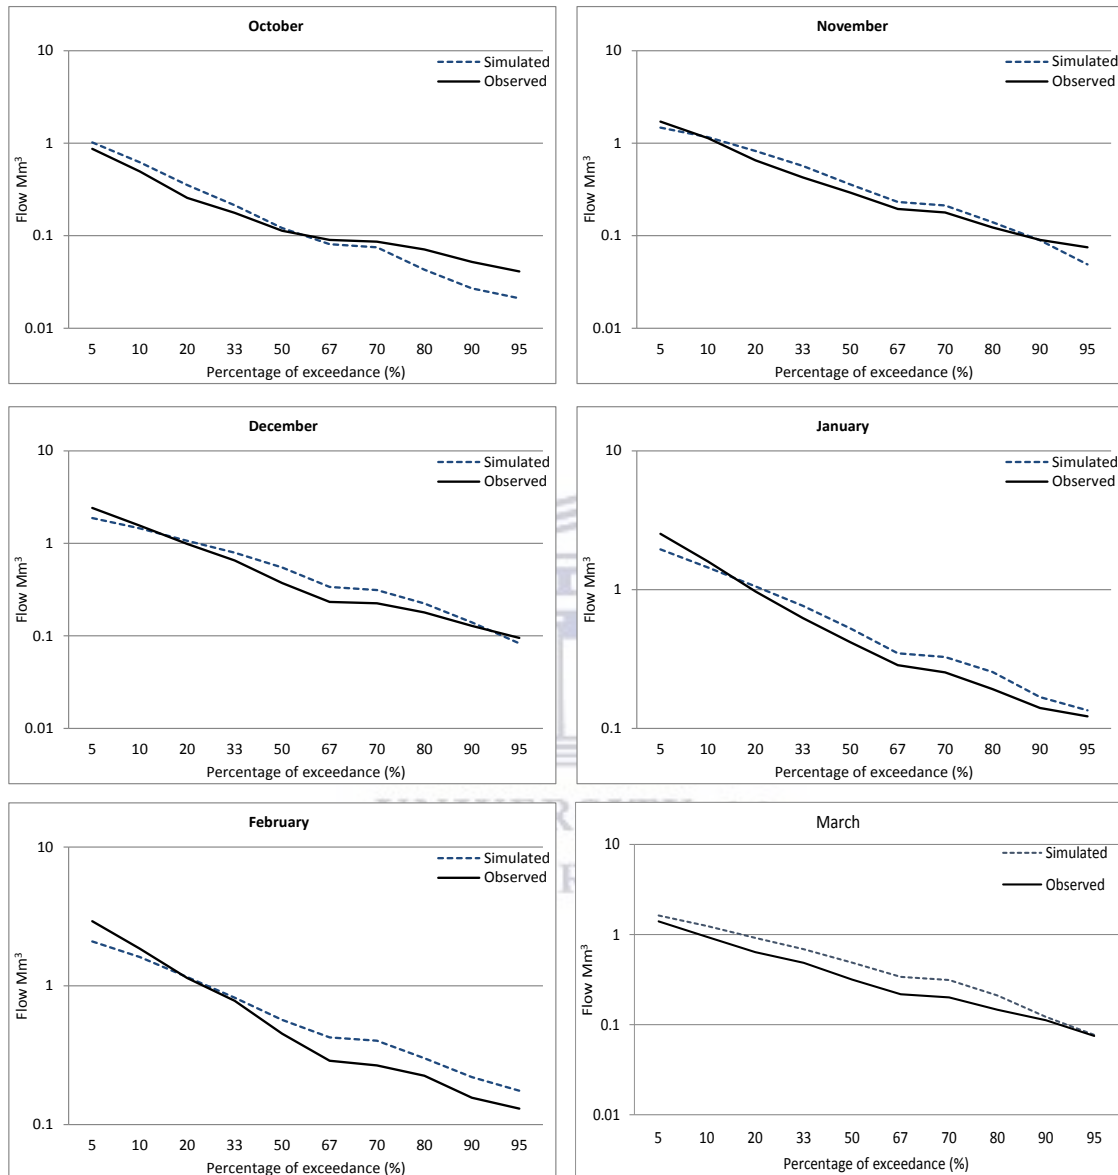 October
10
1
0.1
0.01
Flow Mm³
Simulated
Observed
5 10 20 33 50 67 70 80 90 95
Percentage of exceedance (%)
November
10
1
0.1
0.01
Flow Mm³
Simulated
Observed
5 10 20 33 50 67 70 80 90 95
Percentage of exceedance (%)
December
10
1
0.1
0.01
Flow Mm³
Simulated
Observed
5 10 20 33 50 67 70 80 90 95
Percentage of exceedance (%)
January
10
1
0.1
Flow Mm³
Simulated
Observed
5 10 20 33 50 67 70 80 90 95
Percentage of exceedance (%)
February
10
1
0.1
Flow Mm³
Simulated
Observed
5 10 20 33 50 67 70 80 90 95
Percentage of exceedance (%)
March
10
1
0.1
0.01
Flow Mm³
Simulated
Observed
5 10 20 33 50 67 70 80 90 95
Percentage of exceedance (%)